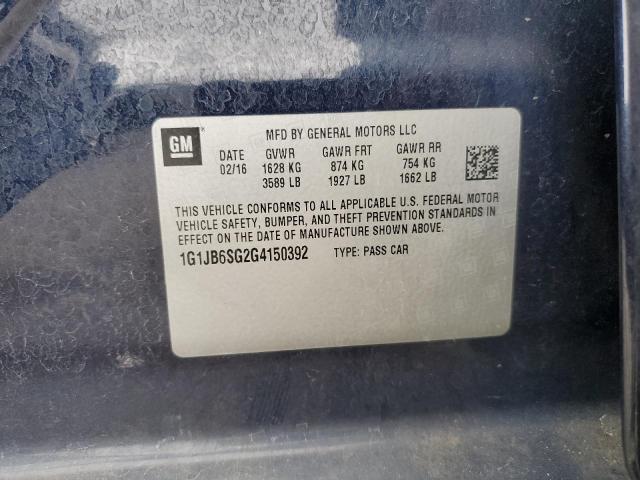 GM
MFD BY GENERAL MOTORS LLC
DATE GVWR GAWR FRT GAWR RR
02/16 1628 KG 874 KG 754 KG
3589 LB 1927 LB 1662 LB
THIS VEHICLE CONFORMS TO ALL APPLICABLE U.S. FEDERAL MOTOR
VEHICLE SAFETY, BUMPER, AND THEFT PREVENTION STANDARDS IN
EFFECT ON THE DATE OF MANUFACTURE SHOWN ABOVE.
1G1JB6SG2G4150392 TYPE: PASS CAR